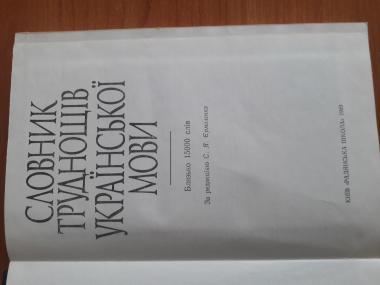 СЛОВНИК
ТРУДНОЩІВ
УКРАЇНСЬКОЇ
МОВИ
Близько 15000 слів
За редакцією С. Я. Єрмоленко
КИЇВ «РАДЯНСЬКА ШКОЛА» 1989